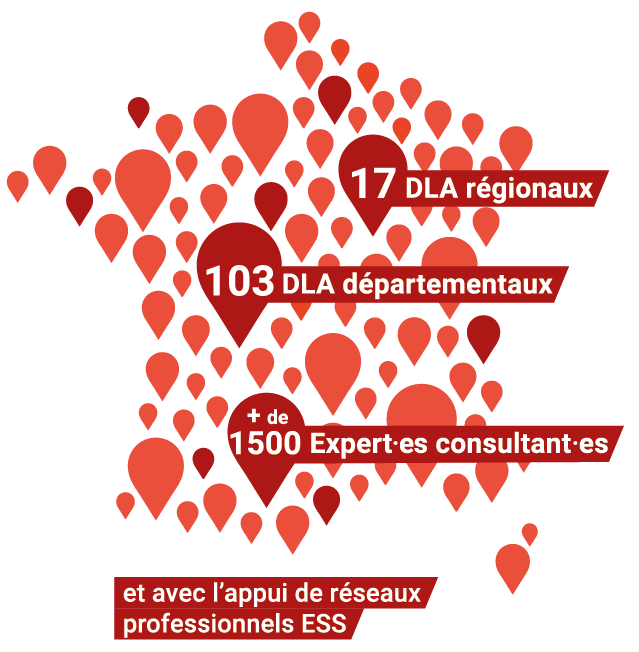 17 DLA régionaux
103 DLA départementaux
+ de
1500 Expert·es consultant·es
et avec l’appui de réseaux
professionnels ESS